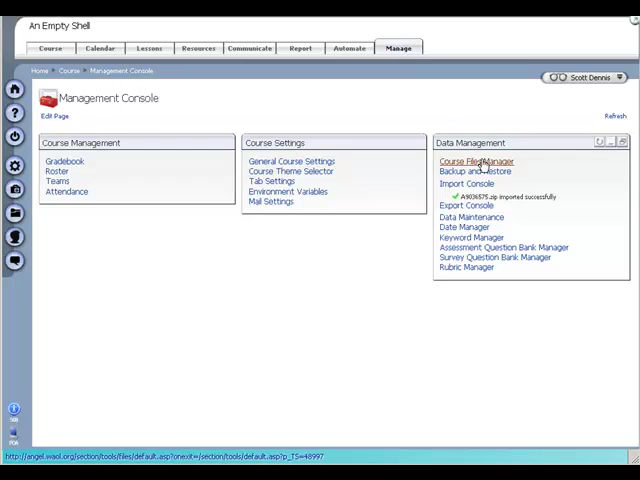 An Empty Shell
Course Calendar Lessons Resources Communicate Report Automate Manage
Home Course Management Console
Scott Dennis
Management Console
Edit Page
Refresh
Course Management
Gradebook
Roster
Teams
Attendance
Course Settings
General Course Settings
Course Theme Selector
Tab Settings
Environment Variables
Mail Settings
Data Management
Course Files Manager
Backup and Restore
Import Console
A9036575.zip imported successfully
Export Console
Data Maintenance
Date Manager
Keyword Manager
Assessment Question Bank Manager
Survey Question Bank Manager
Rubric Manager
http://angel.waol.org/section/tools/files/default.asp?onexit=/section/tools/default.asp?p_TS=48997